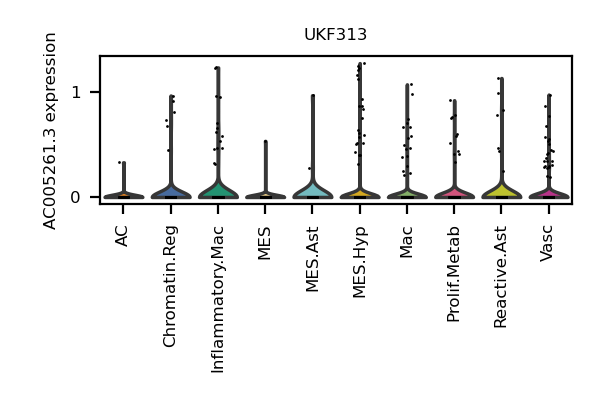 UKF313
AC005261.3 expression
1
0
AC
Chromatin.Reg
Inflammatory.Mac
MES
MES.Ast
MES.Hyp
Mac
Prolif.Metab
Reactive.Ast
Vasc